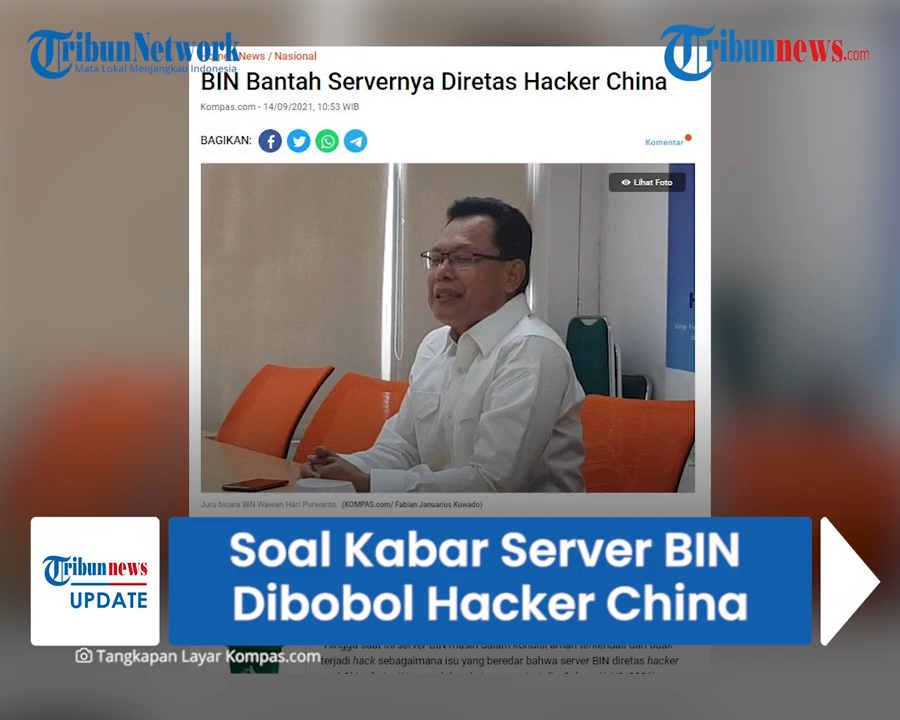 Tribun Network
Mata Lokal Menjangkau Indonesia
Tribunnews.com
News / Nasional
BIN Bantah Servernya Diretas Hacker China
Kompas.com - 14/09/2021, 10:53 WIB
BAGIKAN:
Komentar
Lihat Foto
Juru bicara BIN Wawan Hari Purwanto. (KOMPAS.com/ Fabian Januarius Kuwado)
Tribunnews
UPDATE
Soal Kabar Server BIN
Dibobol Hacker China
Hingga saat ini server BIN masih dalam kondisi aman terkendali dan tidak
Tangkapan Layar Kompas.com
terjadi hack sebagaimana isu yang beredar bahwa server BIN diretas hacker